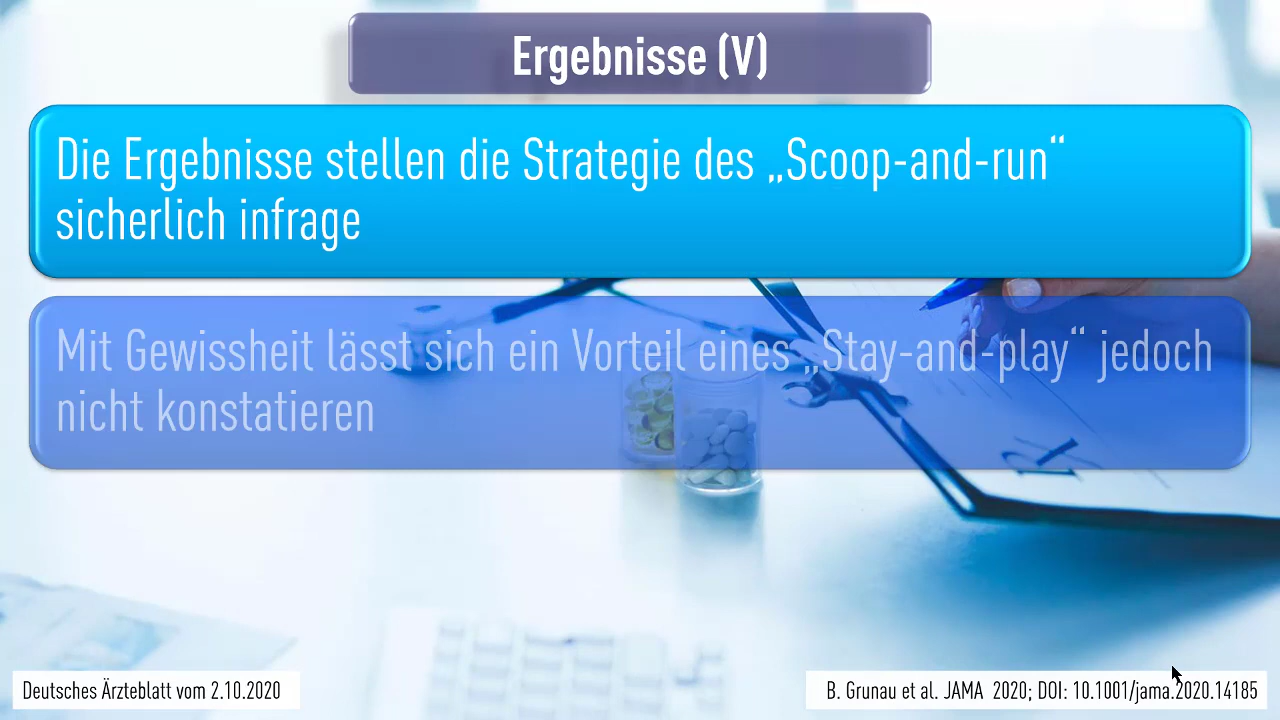 Ergebnisse (V)
Die Ergebnisse stellen die Strategie des „Scoop-and-run“
sicherlich infrage
Mit Gewissheit lässt sich ein Vorteil eines „Stay-and-play“ jedoch
nicht konstatieren
Deutsches Ärzteblatt vom 2.10.2020
B. Grunau et al. JAMA 2020; DOI: 10.1001/jama.2020.14185